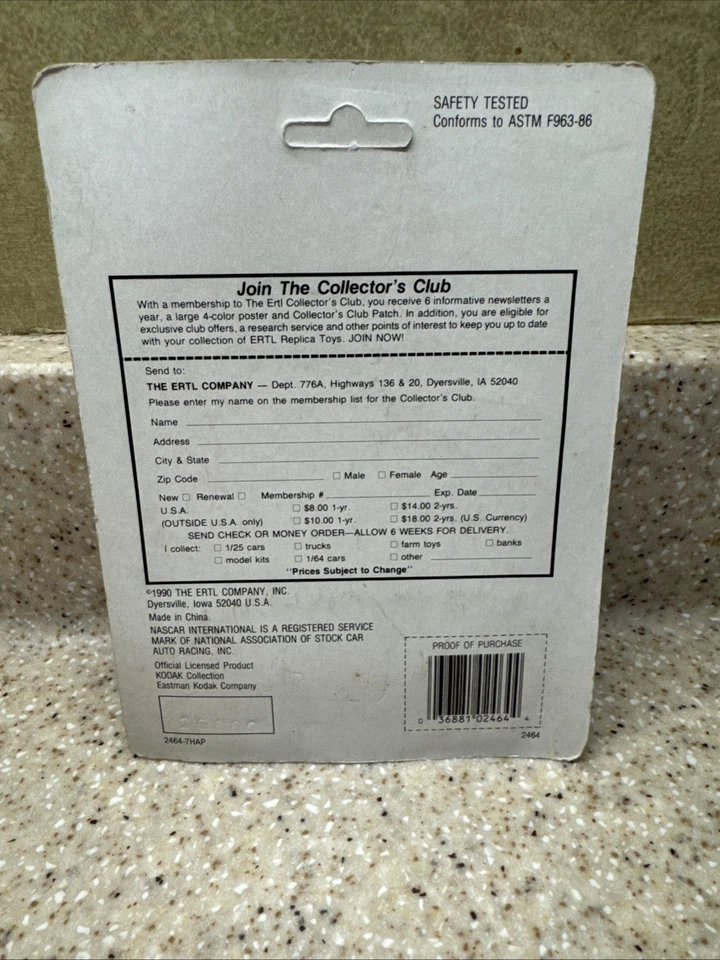 SAFETY TESTED
Conforms to ASTM F963-86
Join The Collector's Club
With a membership to The Ertl Collector's Club, you receive 6 informative newsletters a
year, a large 4-color poster and Collector's Club Patch. In addition, you are eligible for
exclusive club offers, a research service and other points of interest to keep you up to date
with your collection of ERTL Replica Toys. JOIN NOW!
Send to:
THE ERTL COMPANY — Dept. 776A, Highways 136 & 20, Dyersville, IA 52040
Please enter my name on the membership list for the Collector's Club.
Name
Address
City & State
Zip Code ☐ Male ☐ Female Age
New ☐ Renewal ☐ Membership # Exp. Date
U.S.A. ☐ $8.00 1-yr. ☐ $14.00 2-yrs.
(OUTSIDE U.S.A. only) ☐ $10.00 1-yr. ☐ $18.00 2-yrs. (U.S. Currency)
SEND CHECK OR MONEY ORDER—ALLOW 6 WEEKS FOR DELIVERY.
I collect: ☐ 1/25 cars ☐ trucks ☐ farm toys ☐ banks
☐ model kits ☐ 1/64 cars ☐ other
"Prices Subject to Change"
©1990 THE ERTL COMPANY, INC.
Dyersville, Iowa 52040 U.S.A.
Made in China.
NASCAR INTERNATIONAL IS A REGISTERED SERVICE
MARK OF NATIONAL ASSOCIATION OF STOCK CAR
AUTO RACING, INC.
Official Licensed Product
KODAK Collection
Eastman Kodak Company
2464-7HAP
PROOF OF PURCHASE
0 36881 02464 4
2464